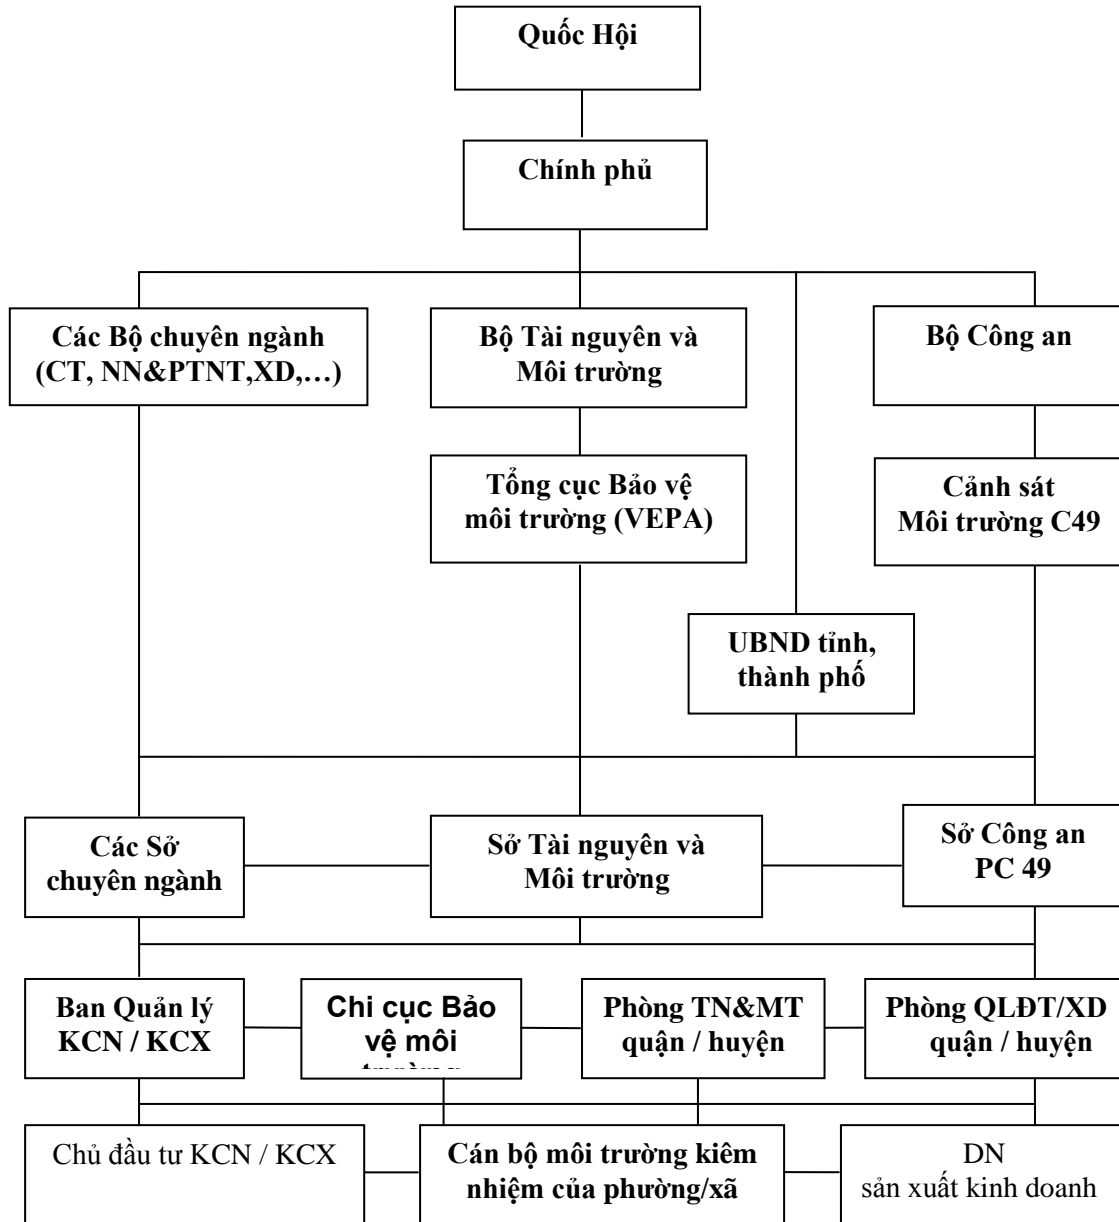 Quốc Hội
Chính phủ
Các Bộ chuyên ngành
(CT, NN&PTNT,XD,…)
Bộ Tài nguyên và
Môi trường
Bộ Công an
Tổng cục Bảo vệ
môi trường (VEPA)
Cảnh sát
Môi trường C49
UBND tỉnh,
thành phố
Các Sở
chuyên ngành
Sở Tài nguyên và
Môi trường
Sở Công an
PC 49
Ban Quản lý
KCN / KCX
Chi cục Bảo
vệ môi
Phòng TN&MT
quận / huyện
Phòng QLĐT/XD
quận / huyện
Chủ đầu tư KCN / KCX
Cán bộ môi trường kiêm
nhiệm của phường/xã
DN
sản xuất kinh doanh